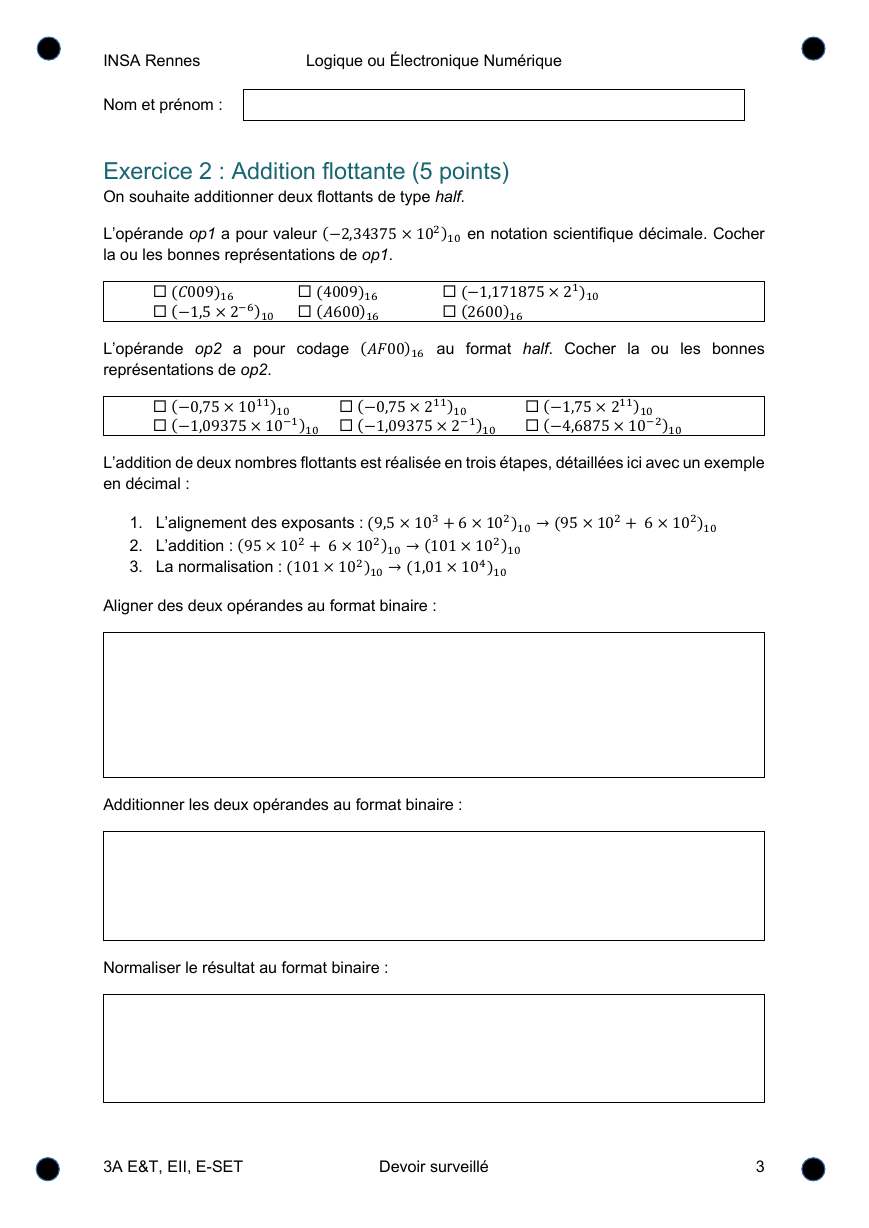 INSA Rennes Logique ou Électronique Numérique
Nom et prénom :
Exercice 2 : Addition flottante (5 points)
On souhaite additionner deux flottants de type half.
L’opérande op1 a pour valeur (−2,34375 × 10²)₁₀ en notation scientifique décimale. Cocher
la ou les bonnes représentations de op1.
☐ (C009)₁₆ ☐ (4009)₁₆ ☐ (−1,171875 × 2¹)₁₀
☐ (−1,5 × 2⁻⁶)₁₀ ☐ (A600)₁₆ ☐ (2600)₁₆
L’opérande op2 a pour codage (AF00)₁₆ au format half. Cocher la ou les bonnes
représentations de op2.
☐ (−0,75 × 10¹¹)₁₀ ☐ (−0,75 × 2¹¹)₁₀ ☐ (−1,75 × 2¹¹)₁₀
☐ (−1,09375 × 10⁻¹)₁₀ ☐ (−1,09375 × 2⁻¹)₁₀ ☐ (−4,6875 × 10⁻²)₁₀
L’addition de deux nombres flottants est réalisée en trois étapes, détaillées ici avec un exemple
en décimal :
1. L’alignement des exposants : (9,5 × 10³ + 6 × 10²)₁₀ → (95 × 10² + 6 × 10²)₁₀
2. L’addition : (95 × 10² + 6 × 10²)₁₀ → (101 × 10²)₁₀
3. La normalisation : (101 × 10²)₁₀ → (1,01 × 10⁴)₁₀
Aligner des deux opérandes au format binaire :
Additionner les deux opérandes au format binaire :
Normaliser le résultat au format binaire :
3A E&T, EII, E-SET Devoir surveillé 3